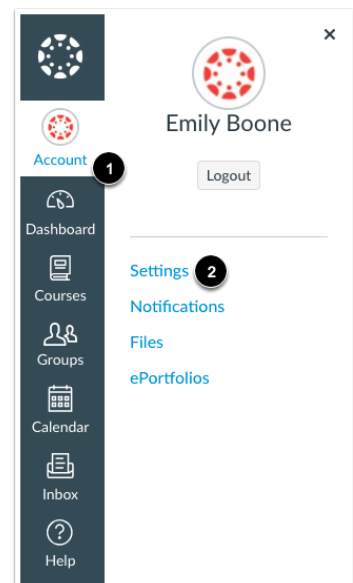 Account
1
Dashboard
Courses
Groups
Calendar
Inbox
?
Help
×
Emily Boone
Logout
Settings 2
Notifications
Files
ePortfolios